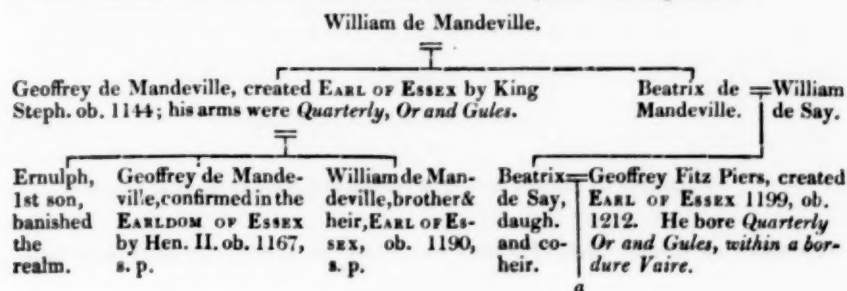 William de Mandeville.
Geoffrey de Mandeville, created EARL OF ESSEX by King
Steph. ob. 1144; his arms were Quarterly, Or and Gules.
Beatrix de
Mandeville.
William
de Say.
Ernulph,
1st son,
banished
the
realm.
Geoffrey de Mande-
ville, confirmed in the
EARLDOM OF ESSEX
by Hen. II. ob. 1167,
s. p.
William de Man-
deville, brother &
heir, EARL OF ES-
SEX, ob. 1190,
s. p.
Beatrix
de Say,
daugh.
and co-
heir.
Geoffrey Fitz Piers, created
EARL OF ESSEX 1199, ob.
1212. He bore Quarterly
Or and Gules, within a bor-
dure Vaire.
a